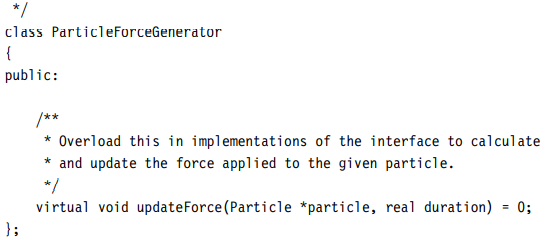 */
class ParticleForceGenerator
{
public:

    /**
     * Overload this in implementations of the interface to calculate
     * and update the force applied to the given particle.
     */
    virtual void updateForce(Particle *particle, real duration) = 0;
};